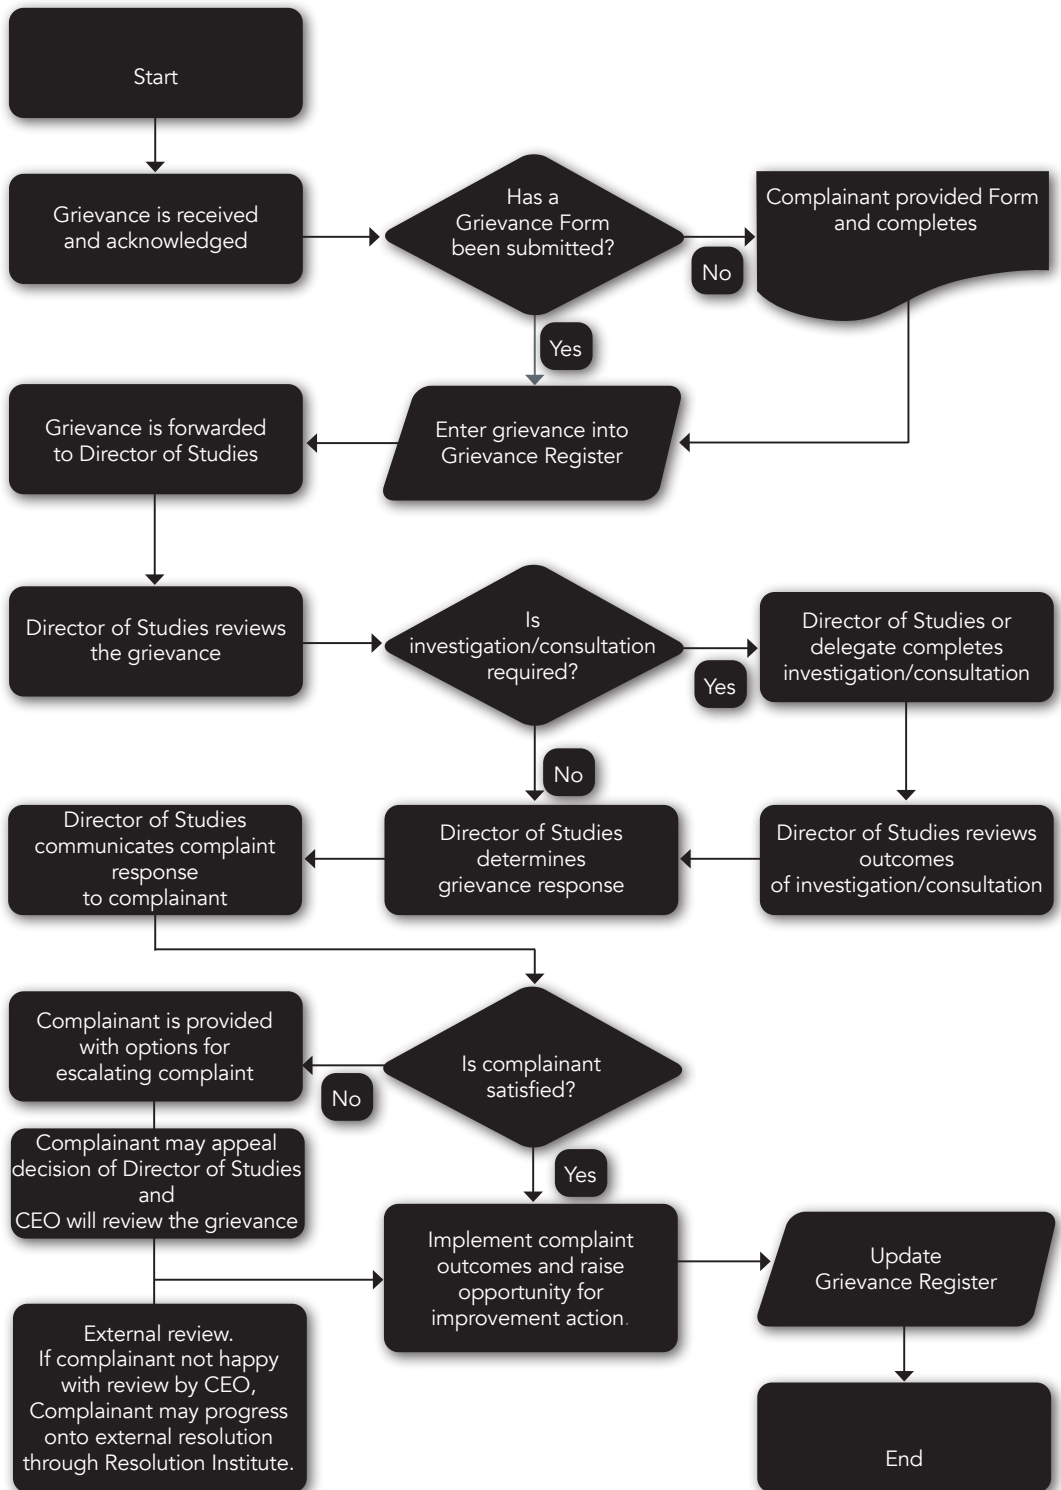 Start
Grievance is received
and acknowledged
Has a
Grievance Form
been submitted?
No
Complainant provided Form
and completes
Yes
Enter grievance into
Grievance Register
Grievance is forwarded
to Director of Studies
Director of Studies reviews
the grievance
Is
investigation/consultation
required?
Yes
Director of Studies or
delegate completes
investigation/consultation
No
Director of Studies reviews
outcomes
of investigation/consultation
Director of Studies
determines
grievance response
Director of Studies
communicates complaint
response
to complainant
Is complainant
satisfied?
No
Complainant is provided
with options for
escalating complaint
Complainant may appeal
decision of Director of Studies
and
CEO will review the grievance
External review.
If complainant not happy
with review by CEO,
Complainant may progress
onto external resolution
through Resolution Institute.
Yes
Implement complaint
outcomes and raise
opportunity for
improvement action.
Update
Grievance Register
End